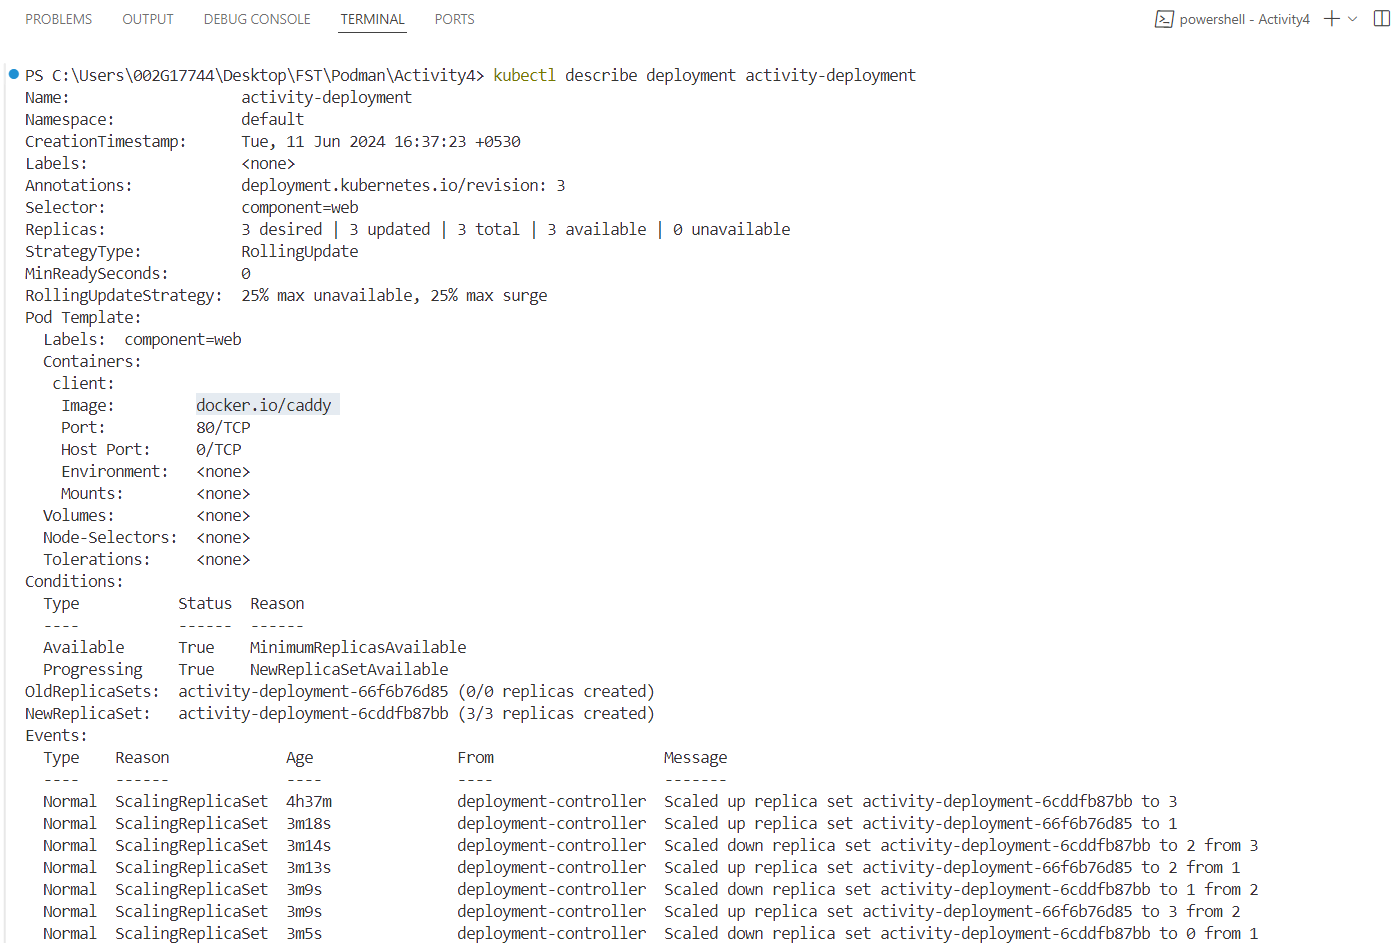 PROBLEMS OUTPUT DEBUG CONSOLE TERMINAL PORTS powershell - Activity4
PS C:\Users\002G17744\Desktop\FST\Podman\Activity4> kubectl describe deployment activity-deployment
Name: activity-deployment
Namespace: default
CreationTimestamp: Tue, 11 Jun 2024 16:37:23 +0530
Labels: <none>
Annotations: deployment.kubernetes.io/revision: 3
Selector: component=web
Replicas: 3 desired | 3 updated | 3 total | 3 available | 0 unavailable
StrategyType: RollingUpdate
MinReadySeconds: 0
RollingUpdateStrategy: 25% max unavailable, 25% max surge
Pod Template:
Labels: component=web
Containers:
client:
Image: docker.io/caddy
Port: 80/TCP
Host Port: 0/TCP
Environment: <none>
Mounts: <none>
Volumes: <none>
Node-Selectors: <none>
Tolerations: <none>
Conditions:
Type Status Reason
---- ------ ------
Available True MinimumReplicasAvailable
Progressing True NewReplicaSetAvailable
OldReplicaSets: activity-deployment-66f6b76d85 (0/0 replicas created)
NewReplicaSet: activity-deployment-6cddfb87bb (3/3 replicas created)
Events:
Type Reason Age From Message
---- ------ ---- ---- -------
Normal ScalingReplicaSet 4h37m deployment-controller Scaled up replica set activity-deployment-6cddfb87bb to 3
Normal ScalingReplicaSet 3m18s deployment-controller Scaled up replica set activity-deployment-66f6b76d85 to 1
Normal ScalingReplicaSet 3m14s deployment-controller Scaled down replica set activity-deployment-6cddfb87bb to 2 from 3
Normal ScalingReplicaSet 3m13s deployment-controller Scaled up replica set activity-deployment-66f6b76d85 to 2 from 1
Normal ScalingReplicaSet 3m9s deployment-controller Scaled down replica set activity-deployment-6cddfb87bb to 1 from 2
Normal ScalingReplicaSet 3m9s deployment-controller Scaled up replica set activity-deployment-66f6b76d85 to 3 from 2
Normal ScalingReplicaSet 3m5s deployment-controller Scaled down replica set activity-deployment-6cddfb87bb to 0 from 1